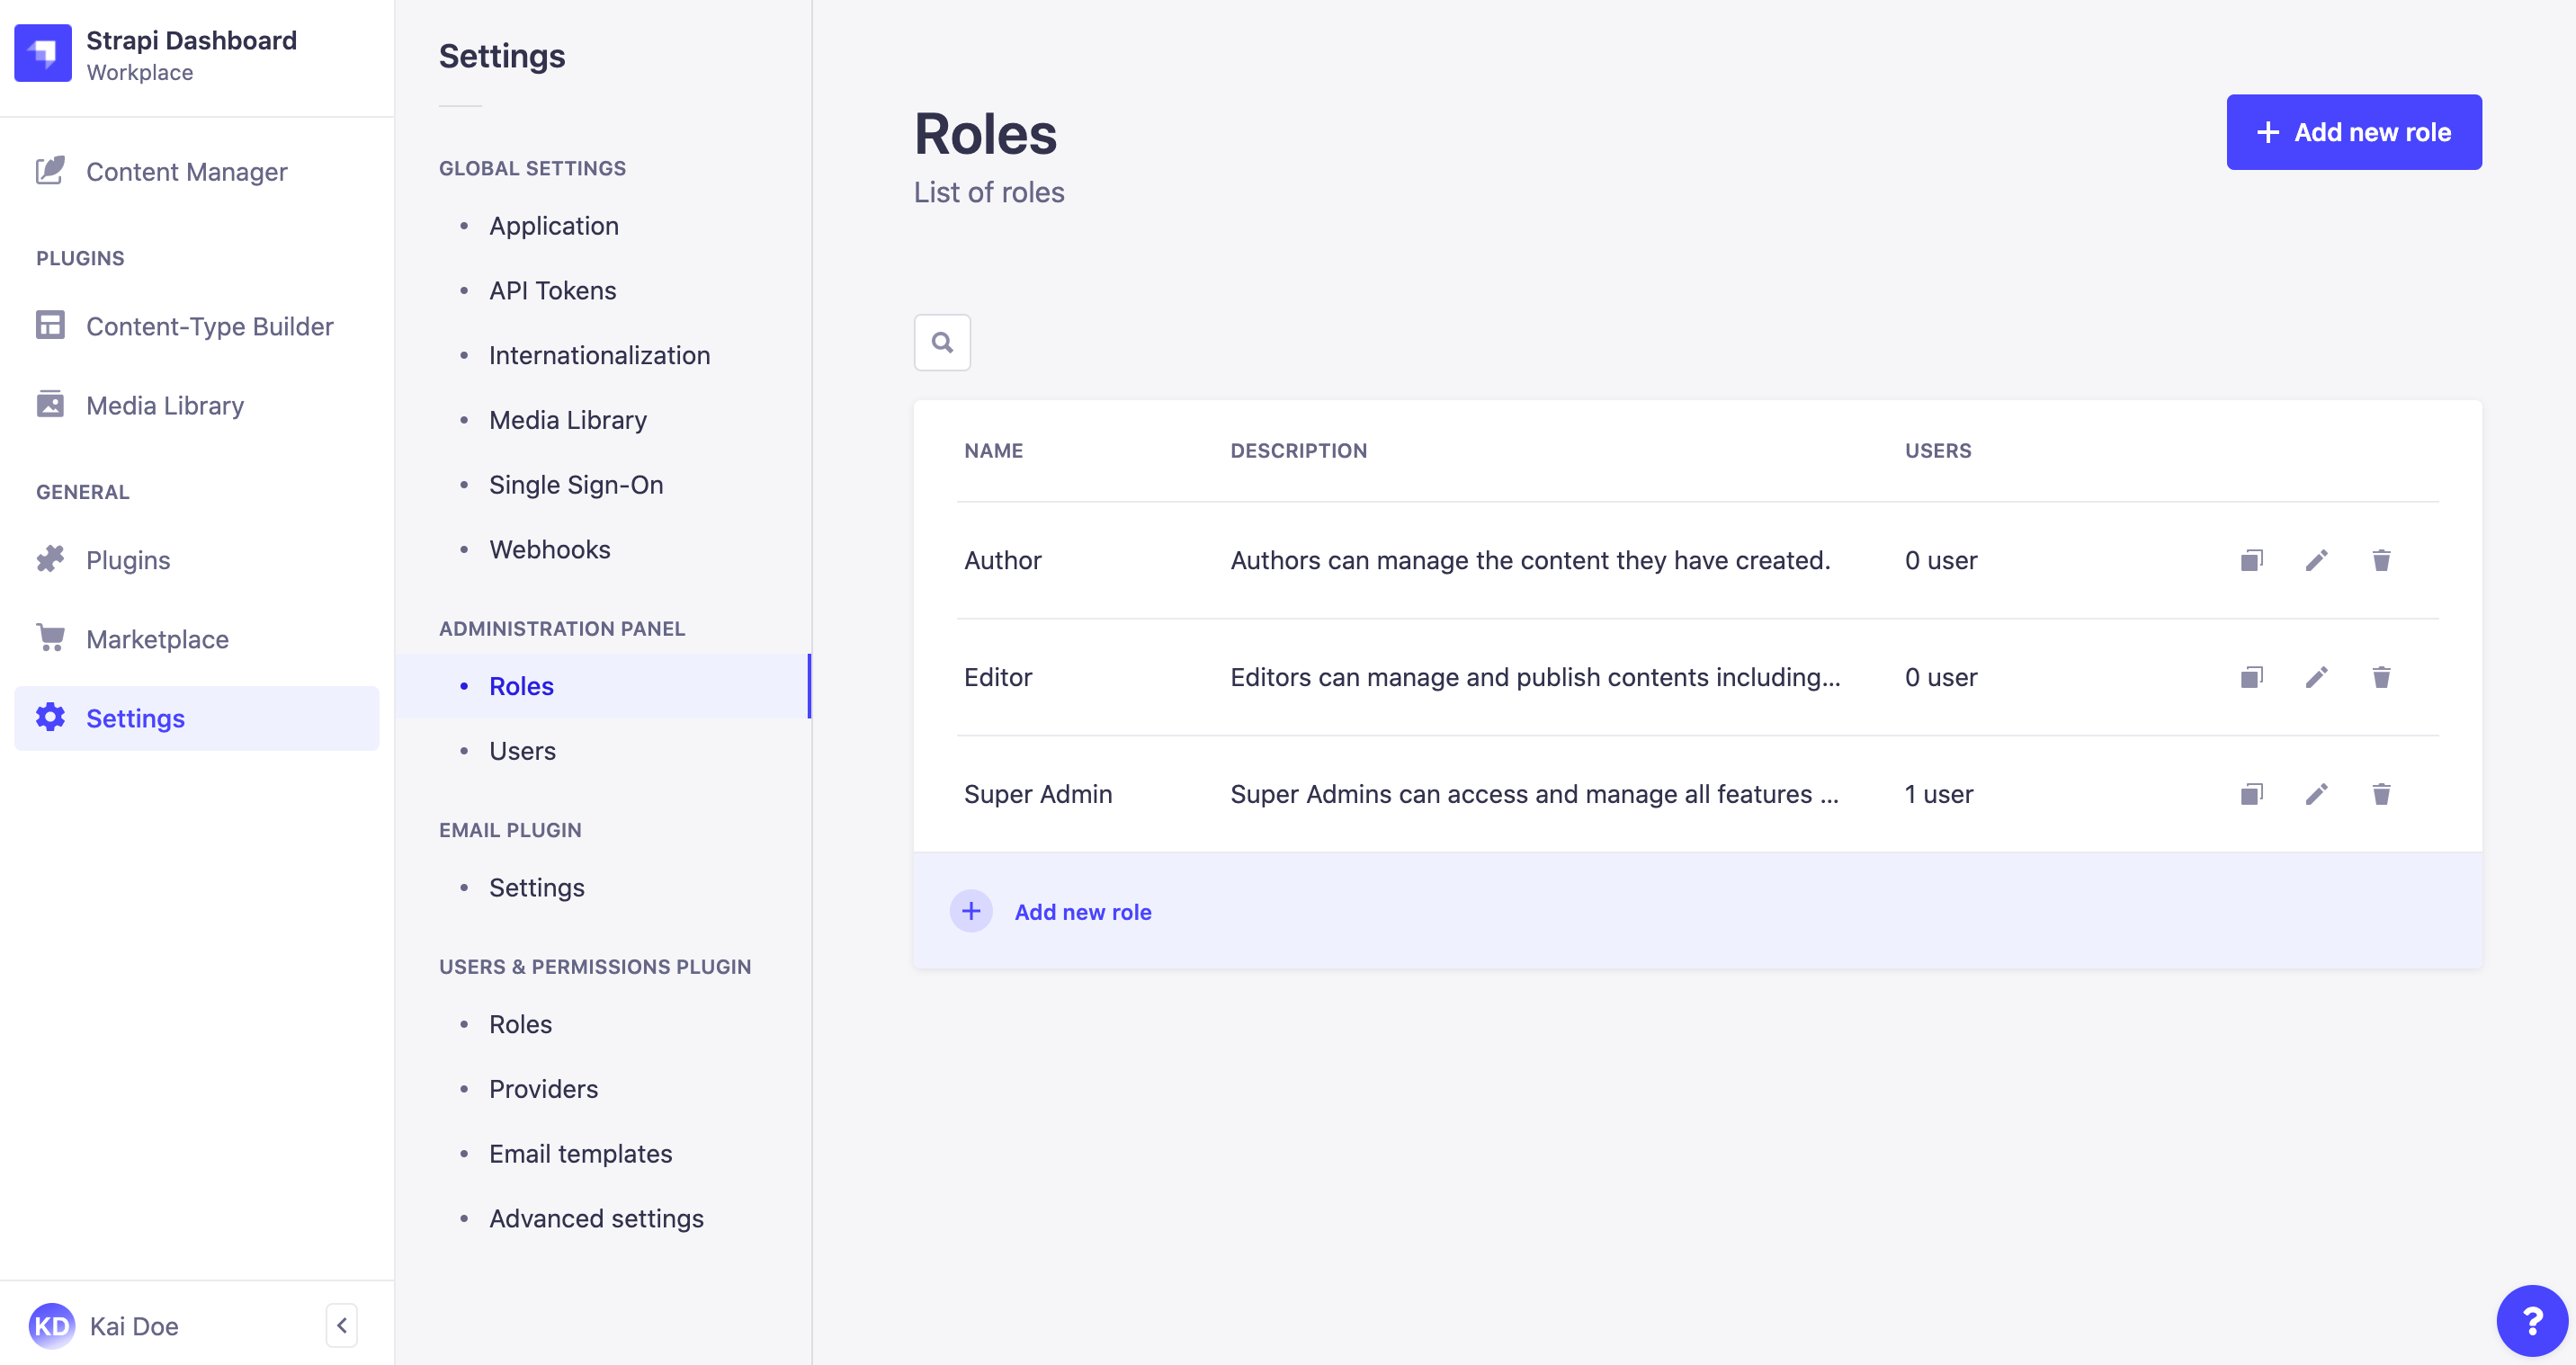 Strapi Dashboard
Workplace
Content Manager
PLUGINS
Content-Type Builder
Media Library
GENERAL
Plugins
Marketplace
Settings
KD Kai Doe
Settings
GLOBAL SETTINGS
Application
API Tokens
Internationalization
Media Library
Single Sign-On
Webhooks
ADMINISTRATION PANEL
Roles
Users
EMAIL PLUGIN
Settings
USERS & PERMISSIONS PLUGIN
Roles
Providers
Email templates
Advanced settings
Roles
List of roles
+ Add new role
NAME DESCRIPTION USERS
Author Authors can manage the content they have created. 0 user
Editor Editors can manage and publish contents including... 0 user
Super Admin Super Admins can access and manage all features ... 1 user
+ Add new role
?